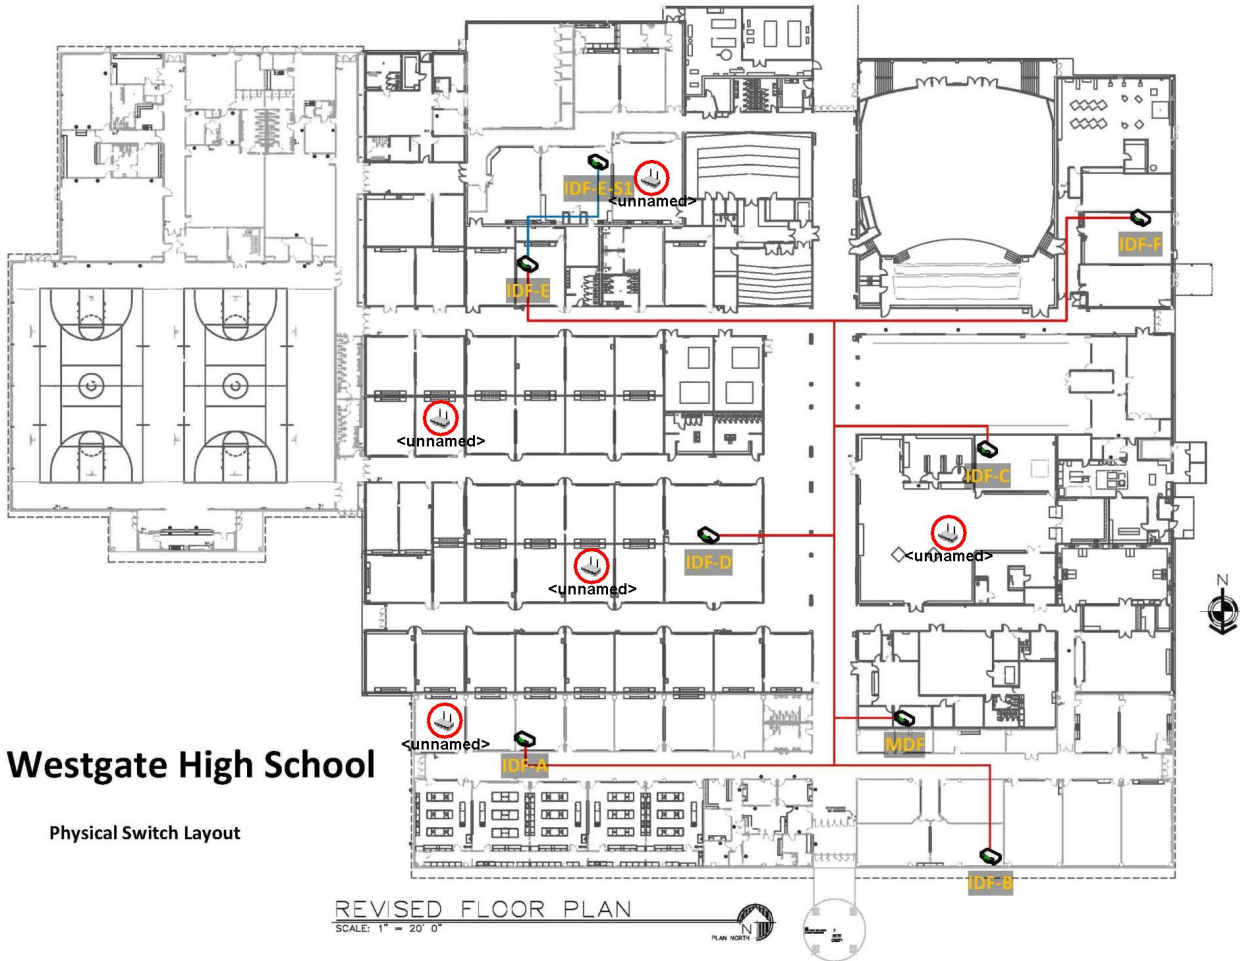 IDF-E-S1
<unnamed>
IDF-F
IDF-E
<unnamed>
IDF-C
<unnamed>
IDF-D
<unnamed>
N
<unnamed>
MDF
IDF-A
Westgate High School
Physical Switch Layout
IDF-B
REVISED FLOOR PLAN
SCALE: 1" = 20' 0"
PLAN NORTH
N